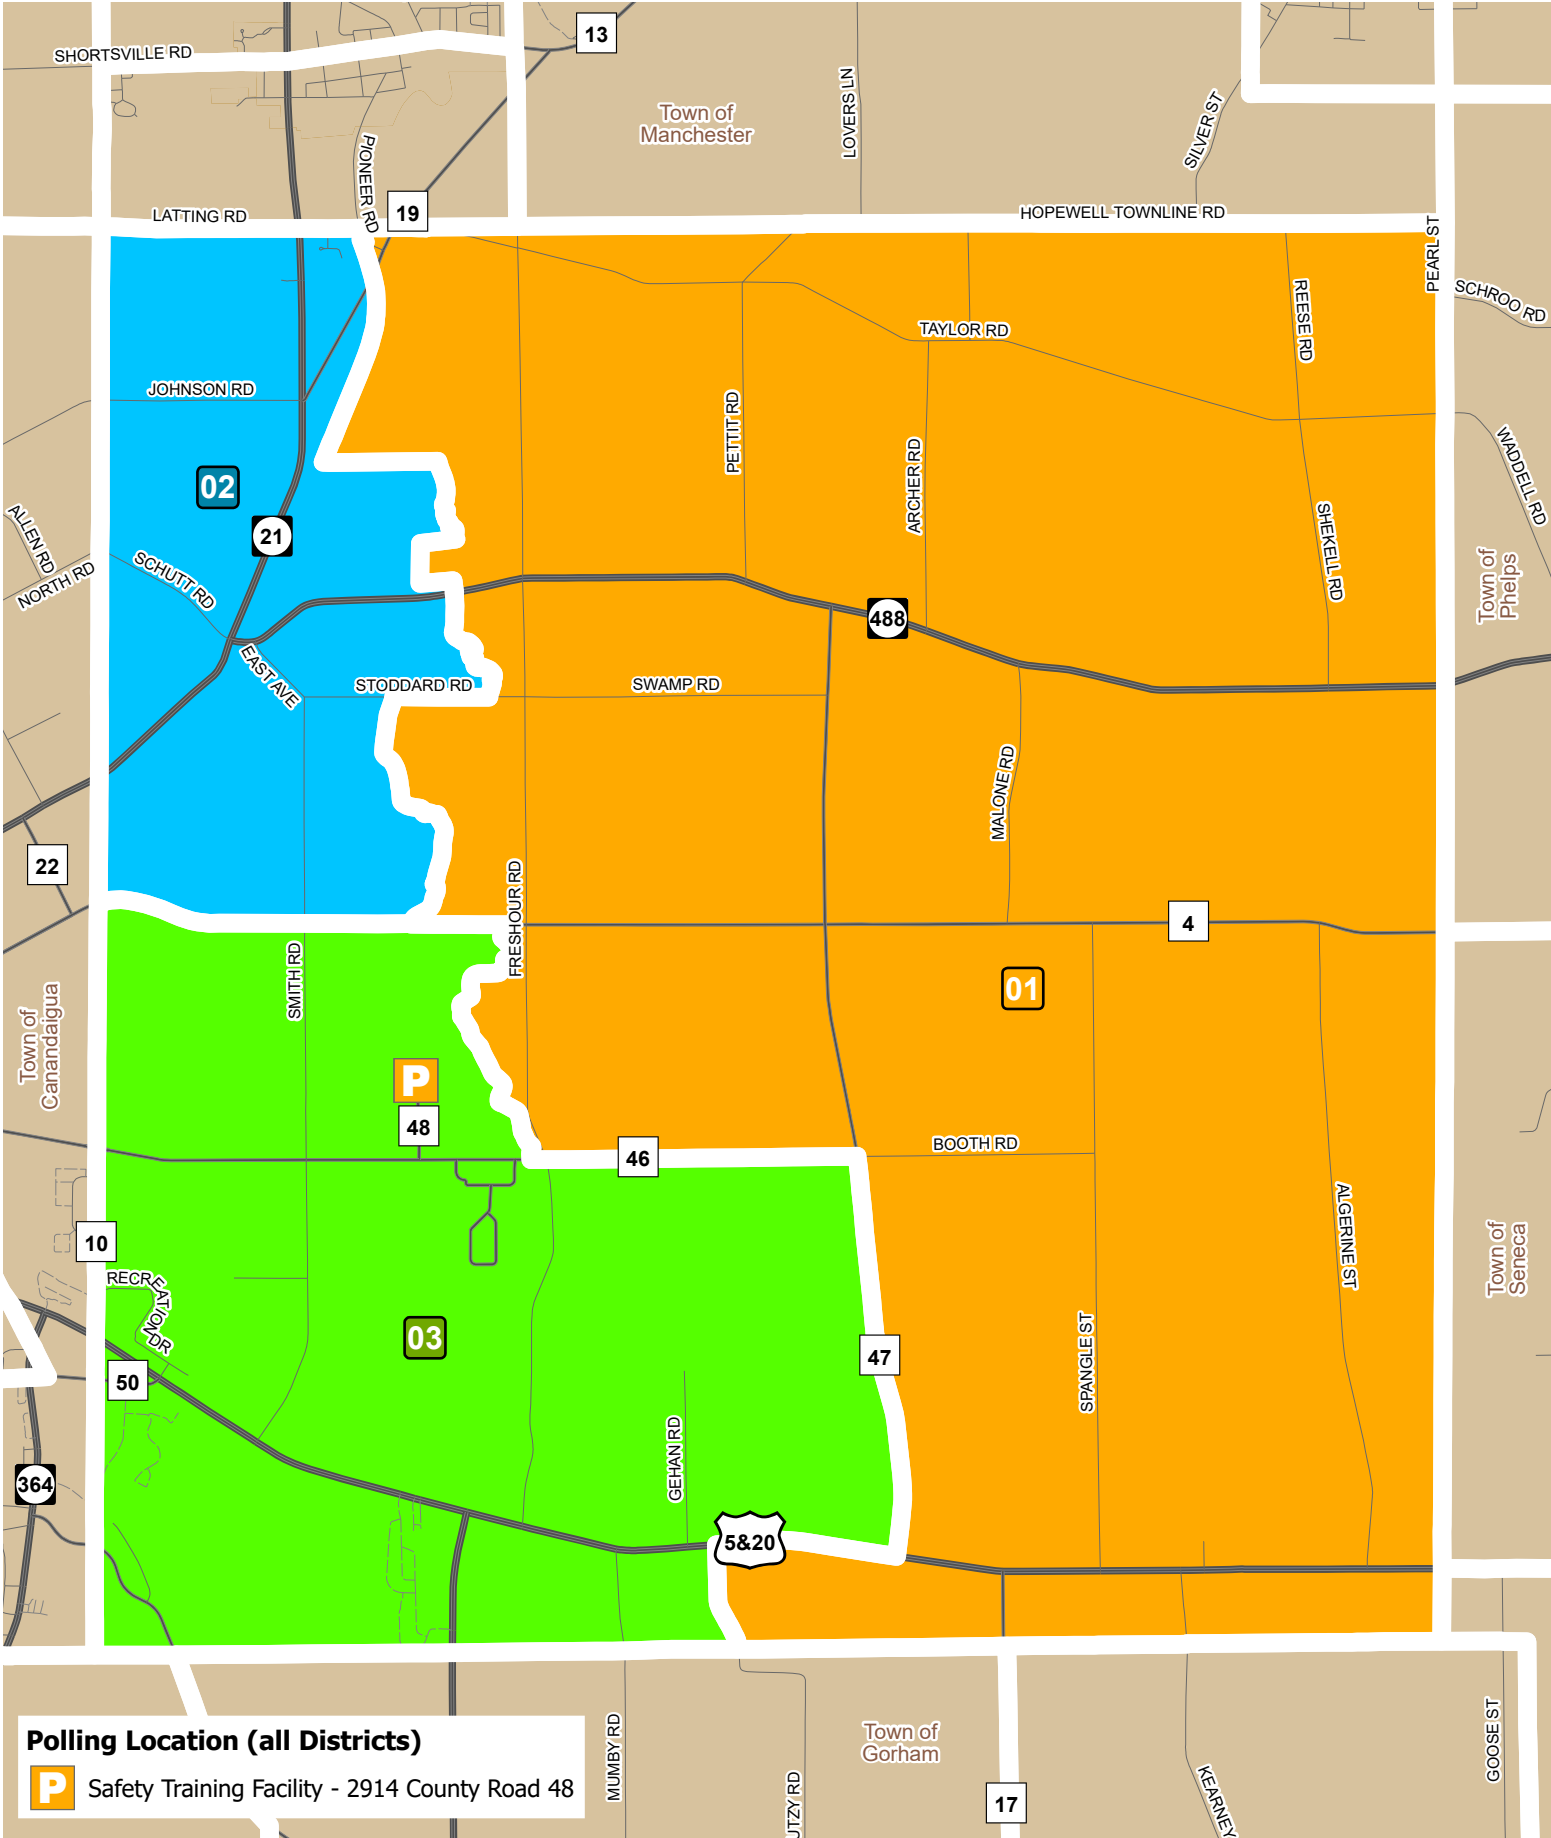 13
SHORTSVILLE RD
LOVERS LN
Town of
Manchester
SILVER ST
PIONEER RD
19
LATTING RD
HOPEWELL TOWNLINE RD
PEARL ST
SCHROO RD
REESE RD
TAYLOR RD
JOHNSON RD
PETTIT RD
ARCHER RD
WADDELL RD
02
21
ALLEN RD
NORTH RD
SCHUTT RD
SHEKELL RD
Town of
Phelps
488
EAST AVE
STODDARD RD
SWAMP RD
MALONE RD
22
FRESHOUR RD
4
SMITH RD
01
Town of
Canandaigua
P
48
46
BOOTH RD
10
ALGERINE ST
Town of
Seneca
RECREATION DR
03
47
50
SPANGLE ST
GEHAN RD
364
5&20
Polling Location (all Districts)
P
Safety Training Facility - 2914 County Road 48
MUMBY RD
UTZY RD
Town of
Gorham
17
KEARNEY
GOOSE ST